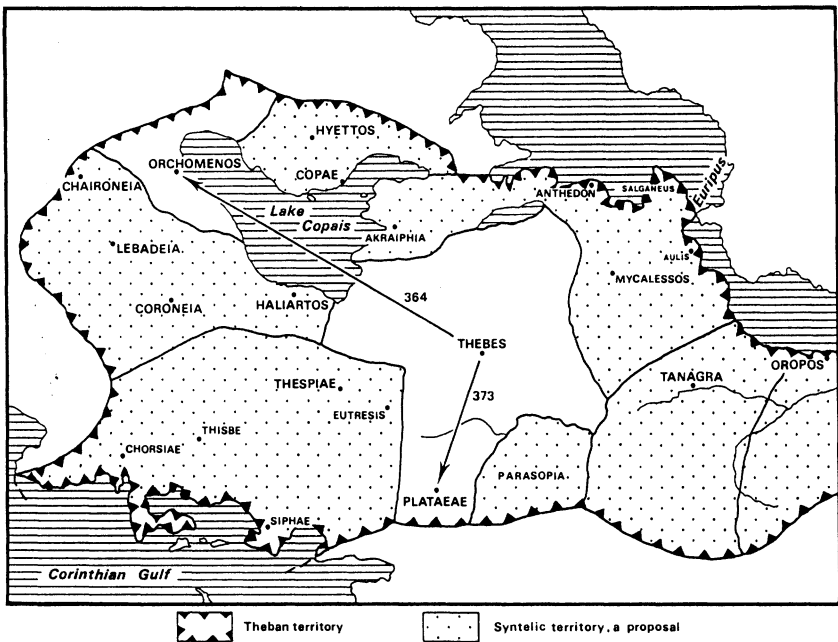 HYETTOS
ORCHOMENOS
COPAE
CHAIRONEIA
ANTHEDON
SALGANEUS
Euripus
Lake
Copais
AKRAIPHIA
LEBADEIA
AULIS
MYCALESSOS
CORONEIA
HALIARTOS
364
THEBES
OROPOS
TANAGRA
THESPIAE
373
EUTRESIS
THISBE
CHORSIAE
PARASOPIA
PLATAEAE
SIPHAE
Corinthian Gulf
Theban territory
Syntelic territory, a proposal